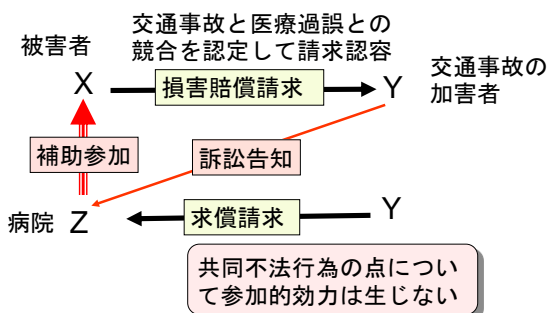 交通事故と医療過誤との
競合を認定して請求認容
被害者
X
損害賠償請求
Y
交通事故の
加害者
補助参加
訴訟告知
病院
Z
求償請求
Y
共同不法行為の点につい
て参加的効力は生じない